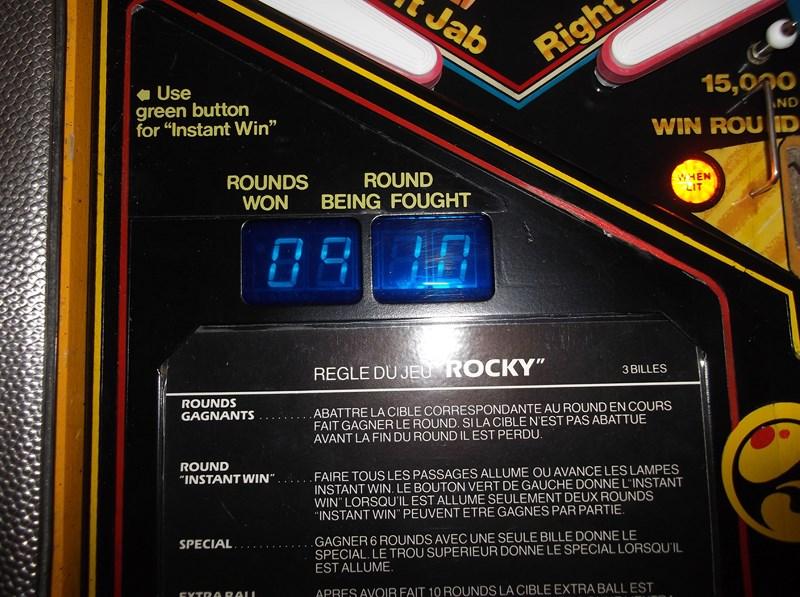 t Jab
Right
Use
green button
for “Instant Win”
15,000
AND
WIN ROUND
WHEN
LIT
ROUNDS
WON
ROUND
BEING FOUGHT
09
10
REGLE DU JEU “ROCKY”
3 BILLES
ROUNDS
GAGNANTS ........ ABATTRE LA CIBLE CORRESPONDANTE AU ROUND EN COURS
FAIT GAGNER LE ROUND. SI LA CIBLE N'EST PAS ABATTUE
AVANT LA FIN DU ROUND IL EST PERDU.
ROUND
“INSTANT WIN” ...... FAIRE TOUS LES PASSAGES ALLUME OU AVANCE LES LAMPES
INSTANT WIN. LE BOUTON VERT DE GAUCHE DONNE L'“INSTANT
WIN” LORSQU'IL EST ALLUME SEULEMENT DEUX ROUNDS
“INSTANT WIN” PEUVENT ETRE GAGNES PAR PARTIE.
SPECIAL ............ GAGNER 6 ROUNDS AVEC UNE SEULE BILLE DONNE LE
SPECIAL. LE TROU SUPERIEUR DONNE LE SPECIAL LORSQU'IL
EST ALLUME.
EXTRA BALL APRES AVOIR FAIT 10 ROUNDS LA CIBLE EXTRA BALL EST